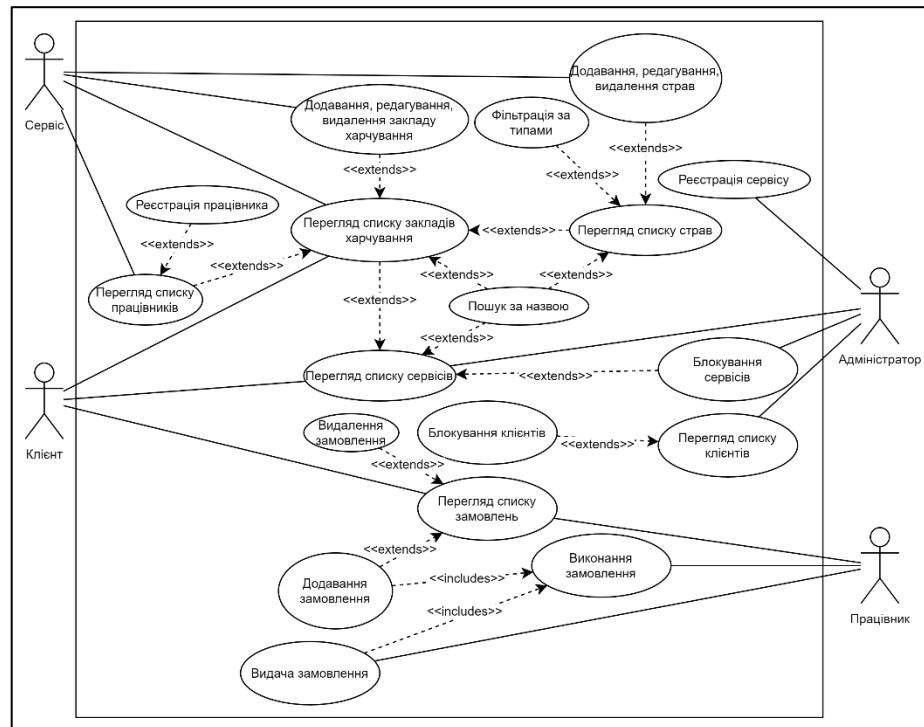 Додавання, редагування,
видалення страв
Сервіс
Додавання, редагування,
видалення закладу
харчування
Фільтрація за
типами
<<extends>>
<<extends>>
<<extends>>
Реєстрація сервісу
Реєстрація працівника
Перегляд списку закладів
харчування
<<extends>>
Перегляд списку страв
<<extends>>
<<extends>>
<<extends>>
<<extends>>
Перегляд списку
працівників
<<extends>>
Пошук за назвою
<<extends>>
Адміністратор
Перегляд списку сервісів
<<extends>>
Блокування
сервісів
Клієнт
Видалення
замовлення
Блокування клієнтів
<<extends>>
Перегляд списку
клієнтів
<<extends>>
Перегляд списку
замовлень
<<extends>>
Виконання
замовлення
Додавання
замовлення
<<includes>>
<<includes>>
Працівник
Видача замовлення